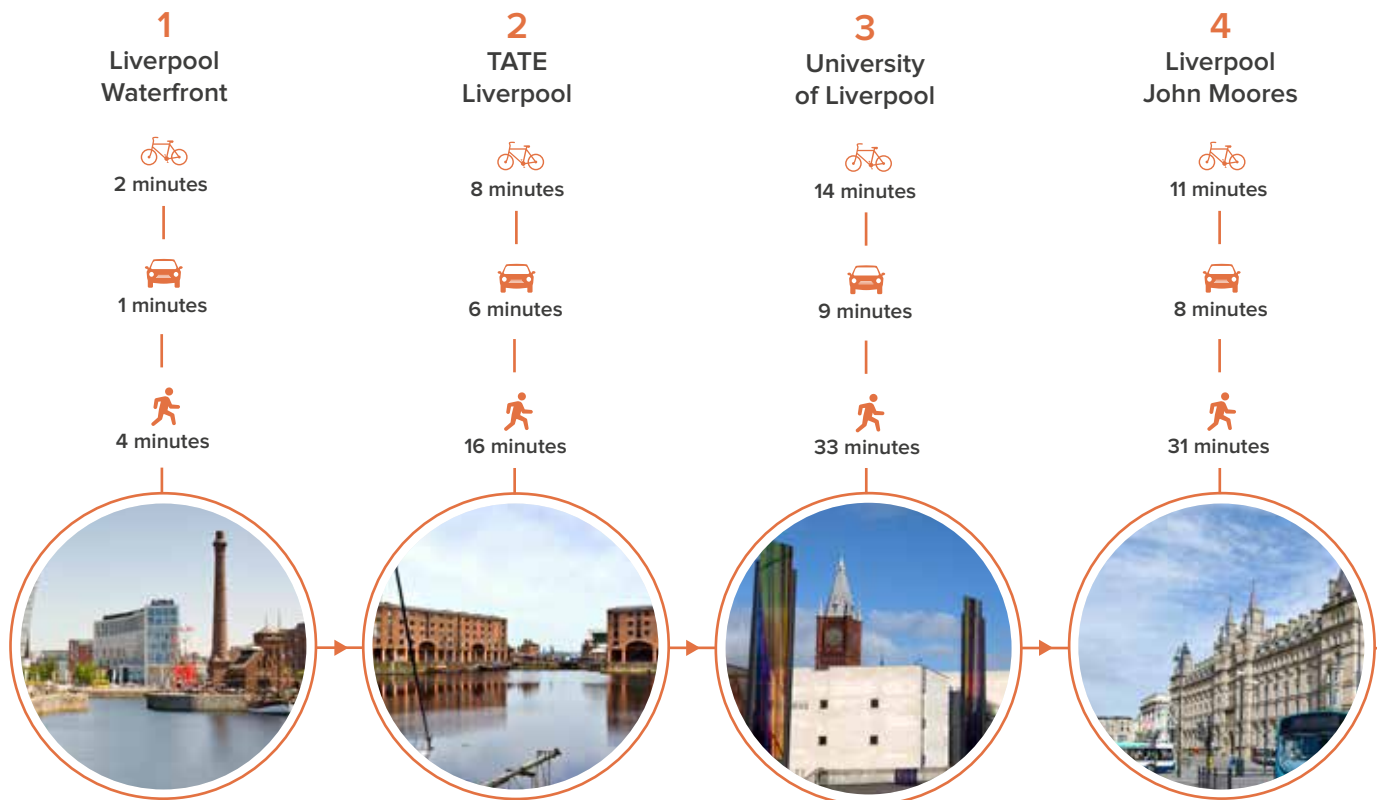 1
Liverpool
Waterfront
2 minutes
1 minutes
4 minutes
2
TATE
Liverpool
8 minutes
6 minutes
16 minutes
3
University
of Liverpool
14 minutes
9 minutes
33 minutes
4
Liverpool
John Moores
11 minutes
8 minutes
31 minutes